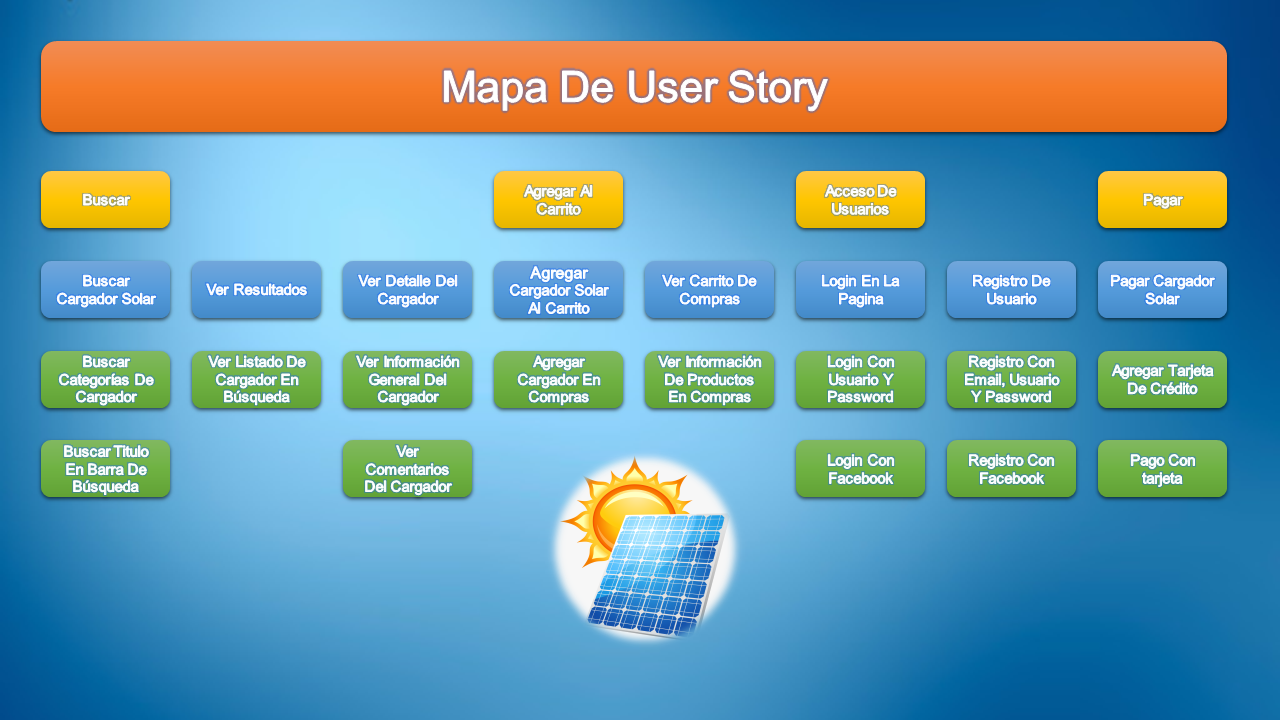 Mapa De User Story
Buscar
Agregar Al
Carrito
Acceso De
Usuarios
Pagar
Buscar
Cargador Solar
Ver Resultados
Ver Detalle Del
Cargador
Agregar
Cargador Solar
Al Carrito
Ver Carrito De
Compras
Login En La
Pagina
Registro De
Usuario
Pagar Cargador
Solar
Buscar
Categorías De
Cargador
Ver Listado De
Cargador En
Búsqueda
Ver Información
General Del
Cargador
Agregar
Cargador En
Compras
Ver Información
De Productos
En Compras
Login Con
Usuario Y
Password
Registro Con
Email, Usuario
Y Password
Agregar Tarjeta
De Crédito
Buscar Titulo
En Barra De
Búsqueda
Ver
Comentarios
Del Cargador
Login Con
Facebook
Registro Con
Facebook
Pago Con
tarjeta